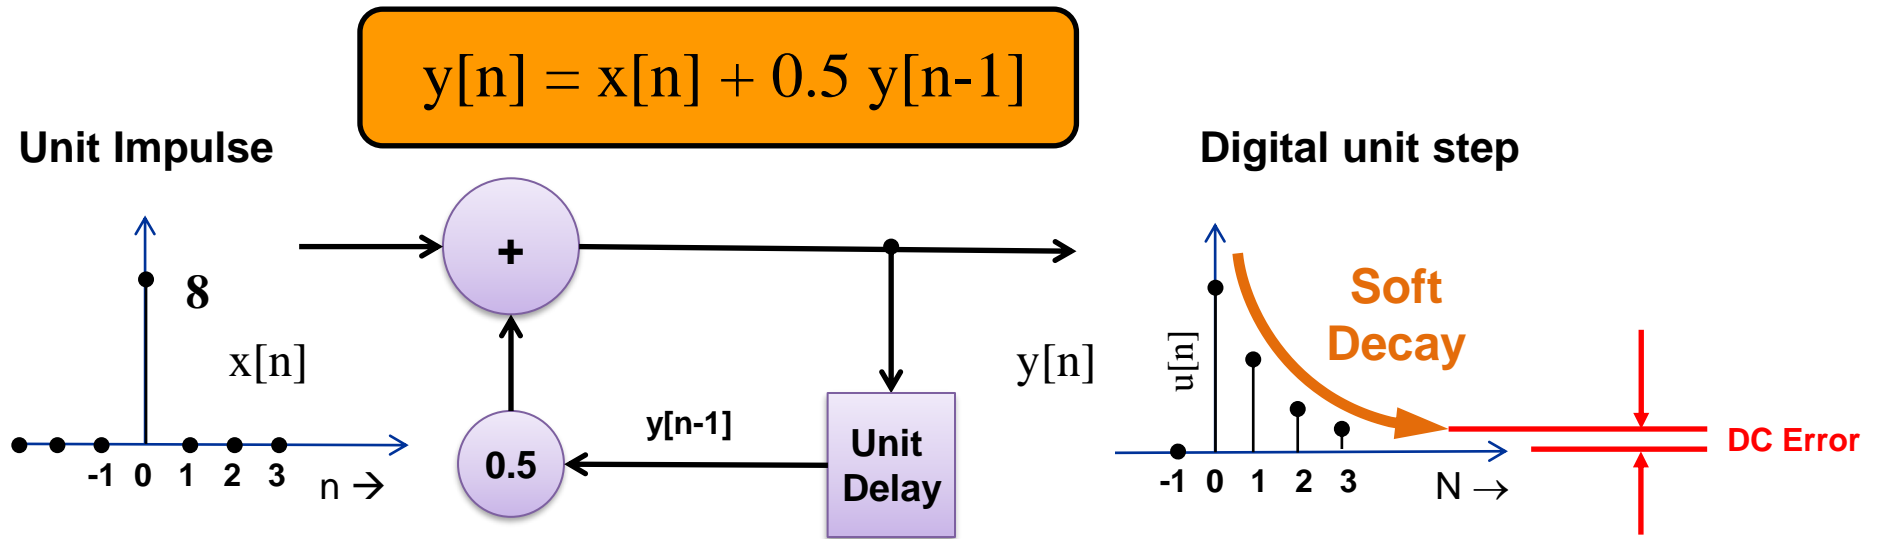 y[n] = x[n] + 0.5 y[n-1]
Unit Impulse
8
x[n]
-1 0 1 2 3
n →
+
0.5
y[n-1]
Unit
Delay
y[n]
Digital unit step
u[n]
Soft
Decay
-1 0 1 2 3
N →
DC Error